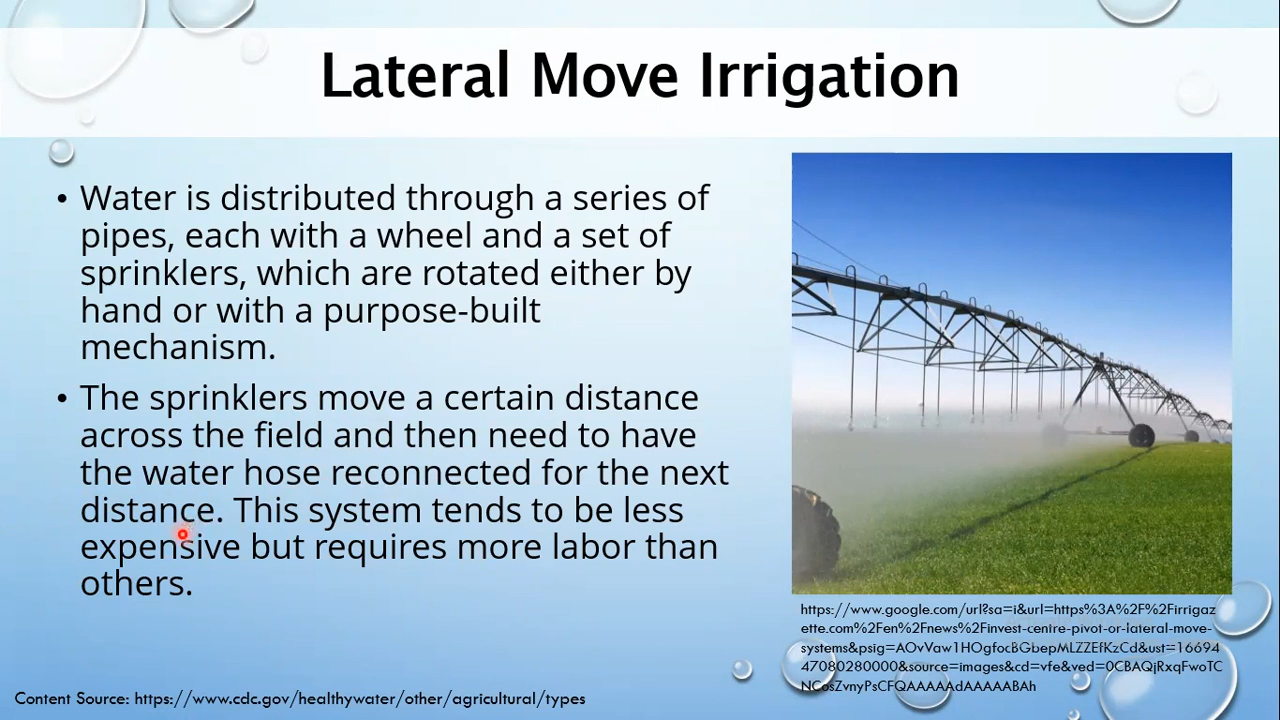 Lateral Move Irrigation
• Water is distributed through a series of
pipes, each with a wheel and a set of
sprinklers, which are rotated either by
hand or with a purpose-built
mechanism.
• The sprinklers move a certain distance
across the field and then need to have
the water hose reconnected for the next
distance. This system tends to be less
expensive but requires more labor than
others.
https://www.google.com/url?sa=i&url=https%3A%2F%2Firrigaz
ette.com%2Fen%2Fnews%2Finvest-centre-pivot-or-lateral-move-
systems&psig=AOvVaw1HOgfocBGbepMLZZEfKzCd&ust=16694
47080280000&source=images&cd=vfe&ved=0CBAQjRxqFwoTC
NCosZvnyPsCFQAAAAAdAAAAABAh
Content Source: https://www.cdc.gov/healthywater/other/agricultural/types